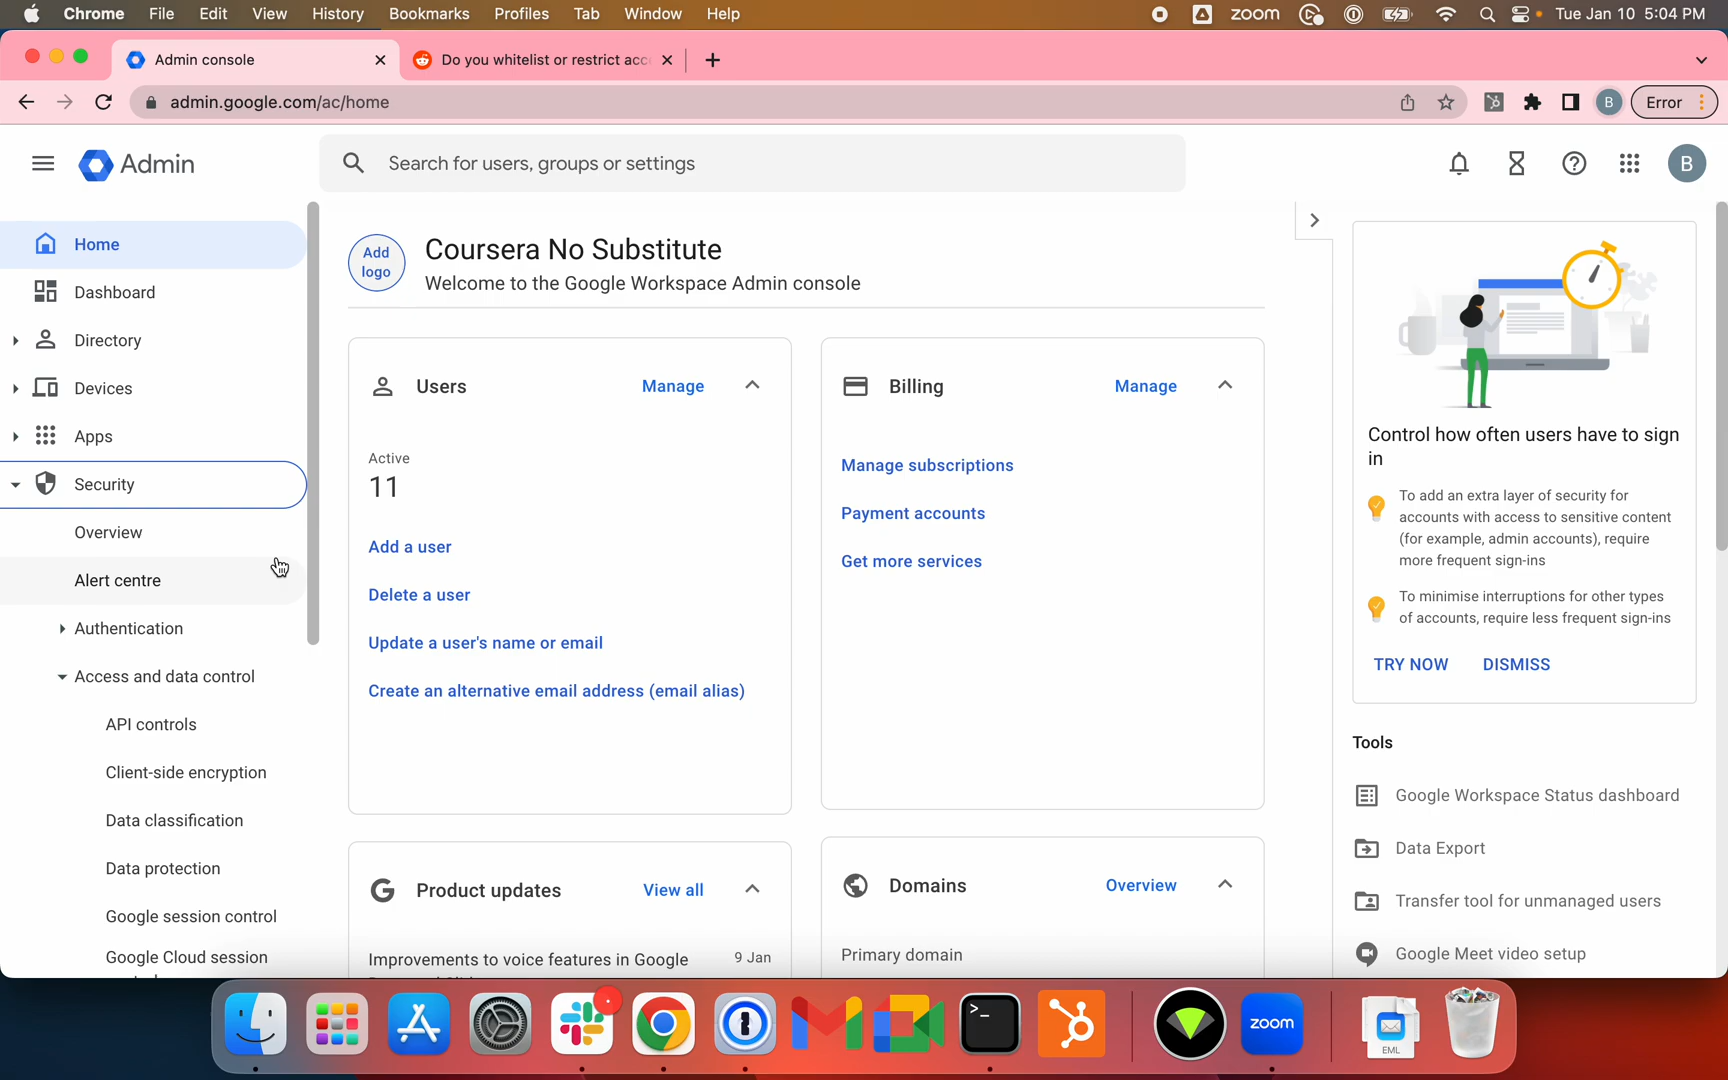 Chrome File Edit View History Bookmarks Profiles Tab Window Help zoom Tue Jan 10 5:04 PM
Admin console
Do you whitelist or restrict acc
admin.google.com/ac/home
B
Error
Admin
Search for users, groups or settings
B
Home
Dashboard
Directory
Devices
Apps
Security
Overview
Alert centre
Authentication
Access and data control
API controls
Client-side encryption
Data classification
Data protection
Google session control
Google Cloud session
Add
logo
Coursera No Substitute
Welcome to the Google Workspace Admin console
Users
Manage
Active
11
Add a user
Delete a user
Update a user's name or email
Create an alternative email address (email alias)
Billing
Manage
Manage subscriptions
Payment accounts
Get more services
Product updates
View all
Improvements to voice features in Google
9 Jan
Domains
Overview
Primary domain
Control how often users have to sign
in
To add an extra layer of security for
accounts with access to sensitive content
(for example, admin accounts), require
more frequent sign-ins
To minimise interruptions for other types
of accounts, require less frequent sign-ins
TRY NOW
DISMISS
Tools
Google Workspace Status dashboard
Data Export
Transfer tool for unmanaged users
Google Meet video setup
zoom
EML